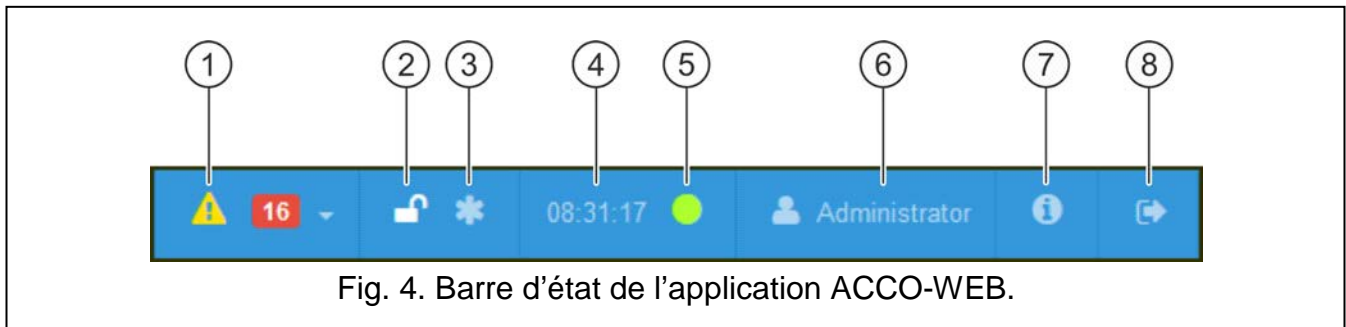 1 2 3 4 5 6 7 8
16 08:31:17 Administrator
Fig. 4. Barre d’état de l’application ACCO-WEB.